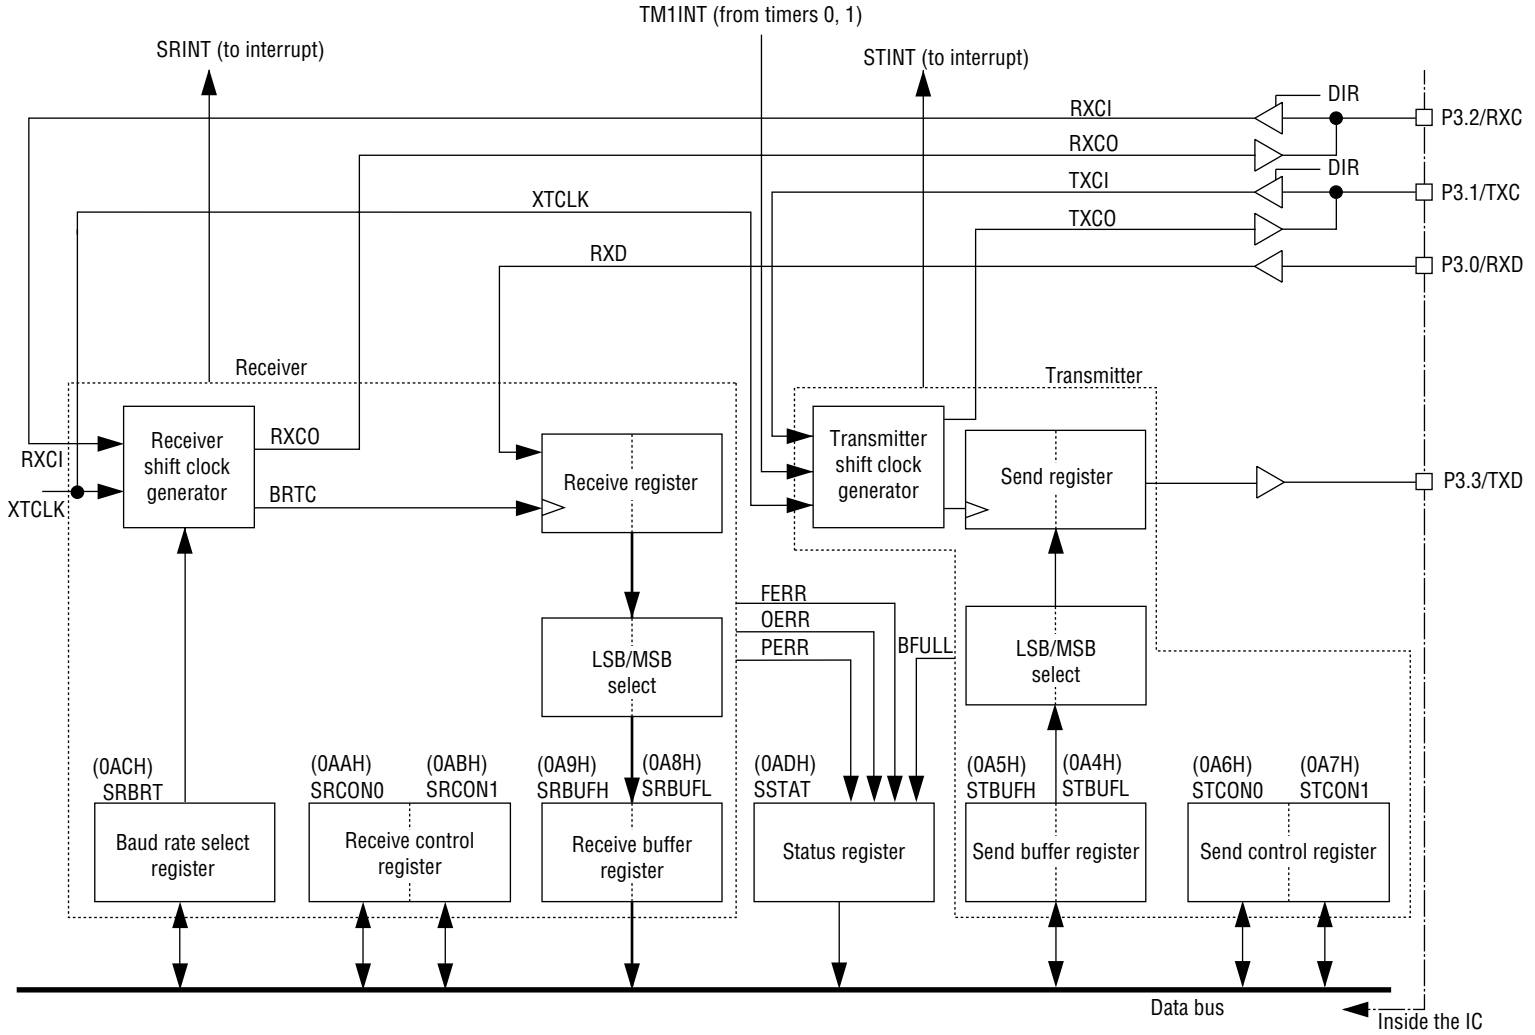 TM1INT (from timers 0, 1)
SRINT (to interrupt)
STINT (to interrupt)
DIR
RXCI
P3.2/RXC
RXCO
DIR
TXCI
P3.1/TXC
XTCLK
TXCO
RXD
P3.0/RXD
Receiver
Transmitter
Receiver
shift clock
generator
RXCO
RXCI
BRTC
XTCLK
Receive register
Transmitter
shift clock
generator
Send register
P3.3/TXD
FERR
OERR
PERR
BFULL
LSB/MSB
select
LSB/MSB
select
(0ACH)
SRBRT
(0AAH)
SRCON0
(0ABH)
SRCON1
(0A9H)
SRBUFH
(0A8H)
SRBUFL
(0ADH)
SSTAT
(0A5H)
STBUFH
(0A4H)
STBUFL
(0A6H)
STCON0
(0A7H)
STCON1
Baud rate select
register
Receive control
register
Receive buffer
register
Status register
Send buffer register
Send control register
Data bus
Inside the IC